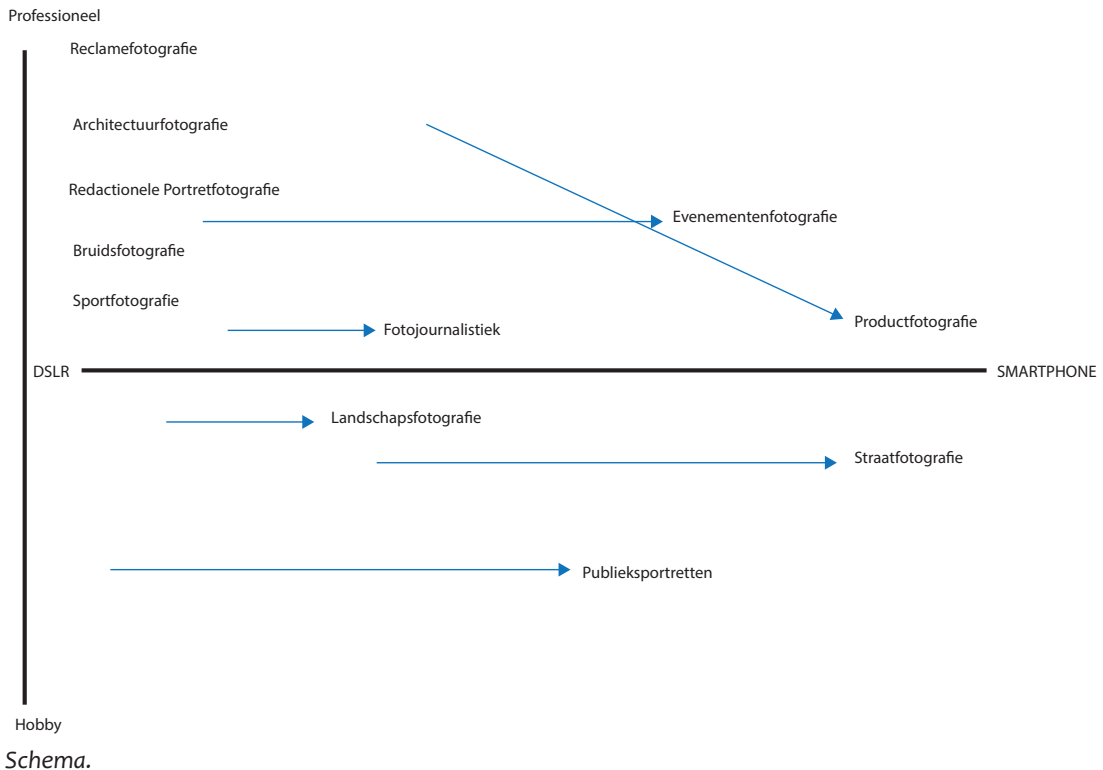 Professioneel
Reclamefotografie
Architectuurfotografie
Redactionele Portretfotografie
Evenementenfotografie
Bruidsfotografie
Sportfotografie
Productfotografie
Fotojournalistiek
DSLR
SMARTPHONE
Landschapsfotografie
Straatfotografie
Publieksportretten
Hobby
Schema.